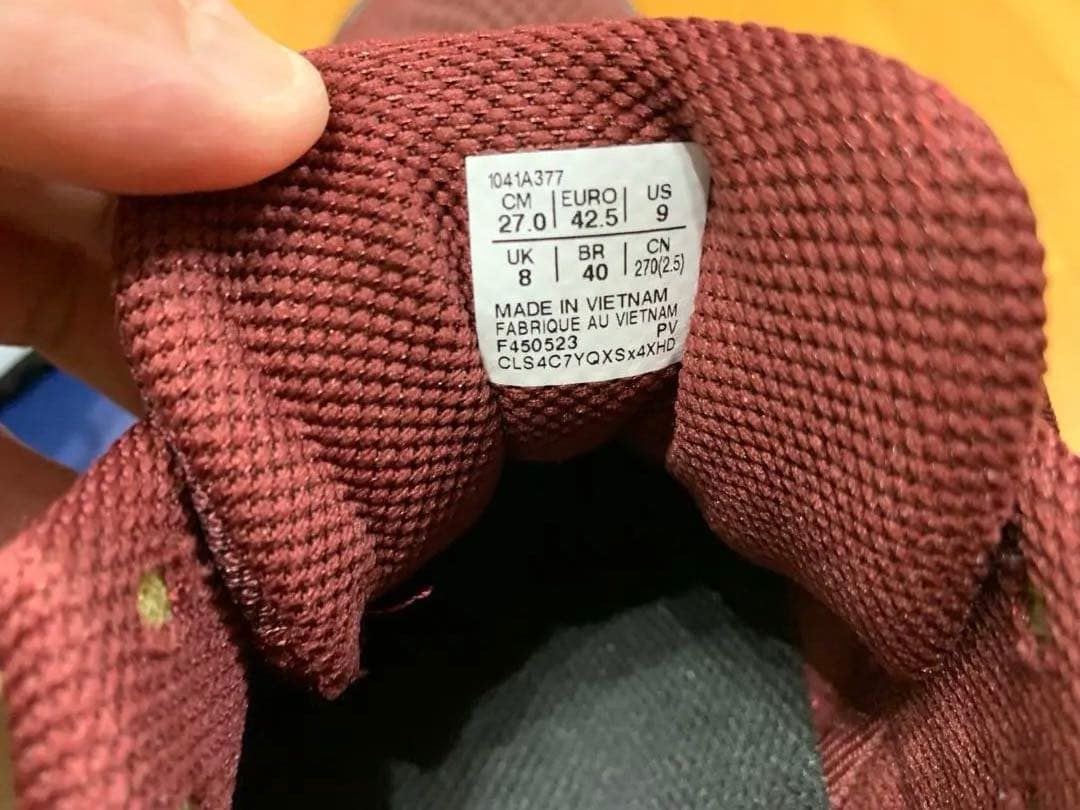 1041A377
CM 27.0 | EURO 42.5 | US 9
UK 8 | BR 40 | CN 270(2.5)
MADE IN VIETNAM
FABRIQUE AU VIETNAM
F450523 PV
CLS4C7YQXSx4XHD